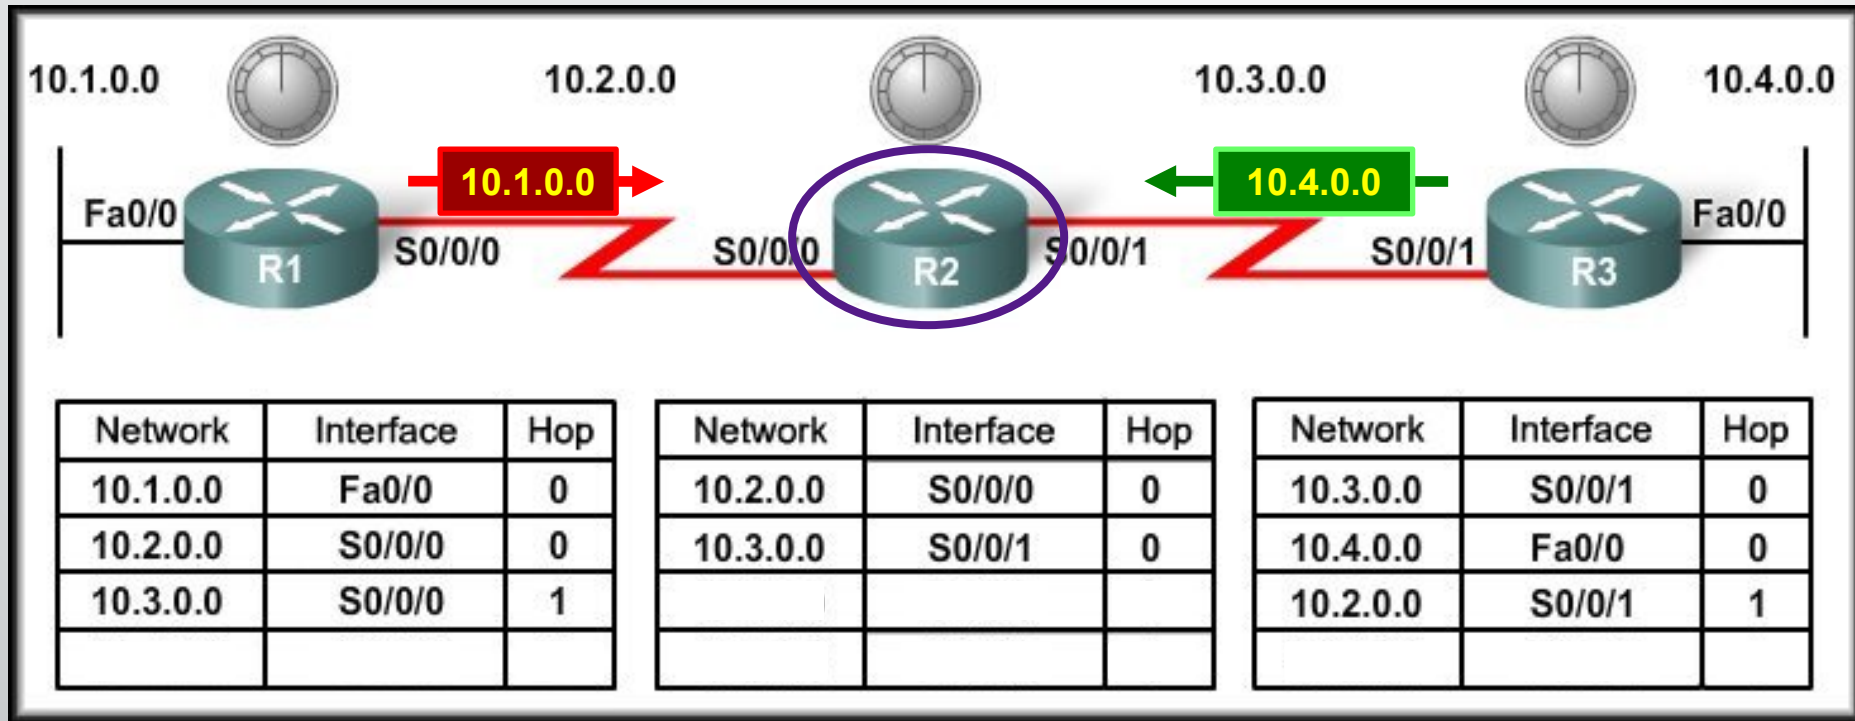 10.1.0.0 10.2.0.0 10.3.0.0 10.4.0.0
10.1.0.0 10.4.0.0
Fa0/0 Fa0/0
S0/0/0 S0/0/0 S0/0/1 S0/0/1
R1 R2 R3
Network Interface Hop
10.1.0.0 Fa0/0 0
10.2.0.0 S0/0/0 0
10.3.0.0 S0/0/0 1
Network Interface Hop
10.2.0.0 S0/0/0 0
10.3.0.0 S0/0/1 0
Network Interface Hop
10.3.0.0 S0/0/1 0
10.4.0.0 Fa0/0 0
10.2.0.0 S0/0/1 1